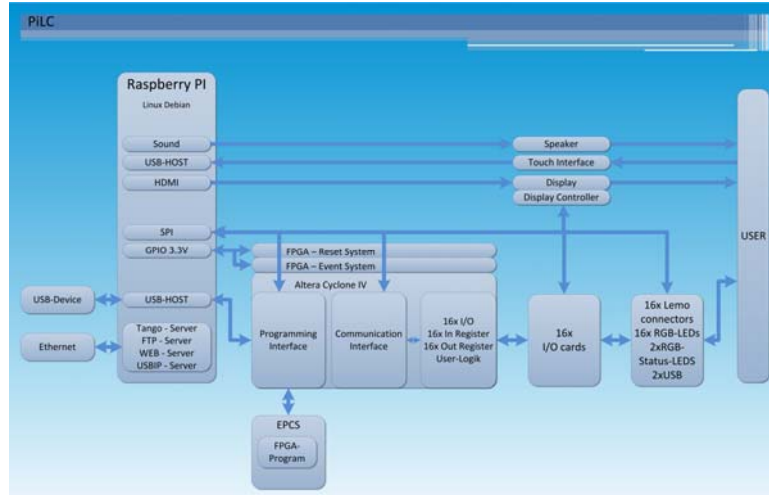 PiLC
Raspberry PI
Linux Debian
Sound
USB-HOST
HDMI
SPI
GPIO 3.3V
USB-HOST
Tango - Server
FTP - Server
WEB - Server
USBIP - Server
USB-Device
Ethernet
Speaker
Touch Interface
Display
Display Controller
FPGA – Reset System
FPGA – Event System
Altera Cyclone IV
Programming
Interface
Communication
Interface
16x I/O
16x In Register
16x Out Register
User-Logik
EPCS
FPGA-
Program
16x
I/O cards
16x Lemo
connectors
16x RGB-LEDs
2xRGB-
Status-LEDS
2xUSB
USER